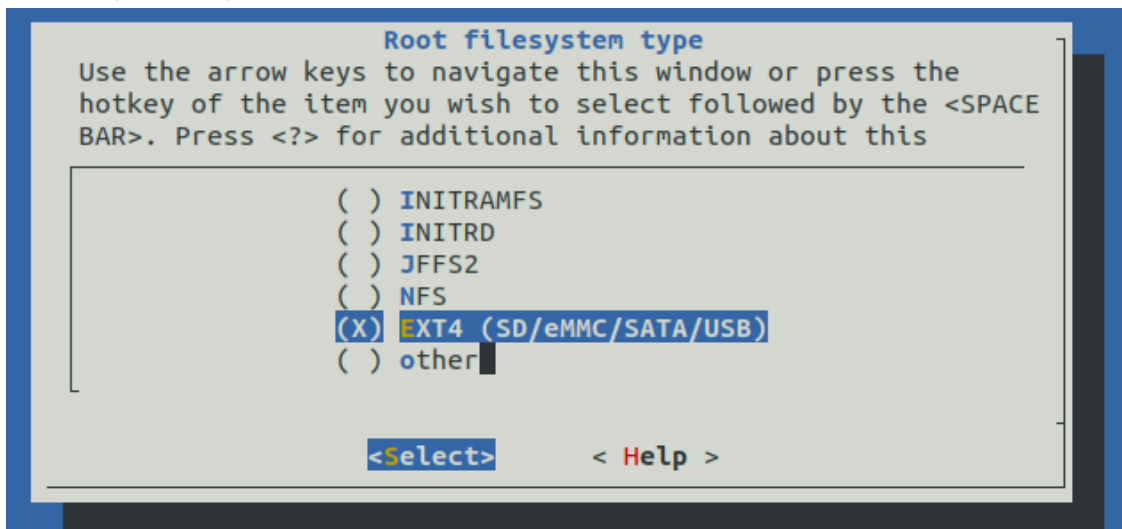 Root filesystem type
Use the arrow keys to navigate this window or press the
hotkey of the item you wish to select followed by the <SPACE
BAR>. Press <?> for additional information about this
( ) INITRAMFS
( ) INITRD
( ) JFFS2
( ) NFS
(X) EXT4 (SD/eMMC/SATA/USB)
( ) other
<Select> < Help >